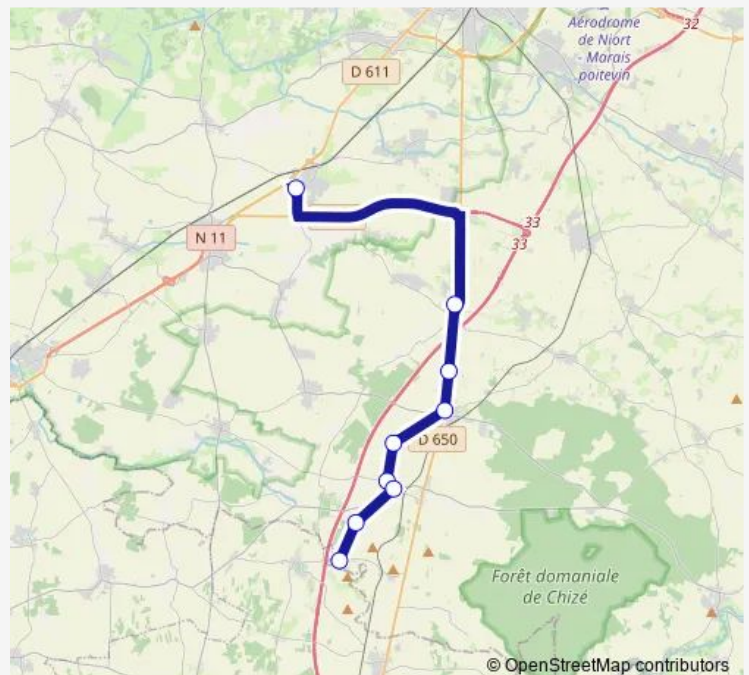 Aérodrome
de Niort
- Marais
poitevin
32
D 611
33
33
N 11
D 650
Forêt domaniale
de Chizé
© OpenStreetMap contributors